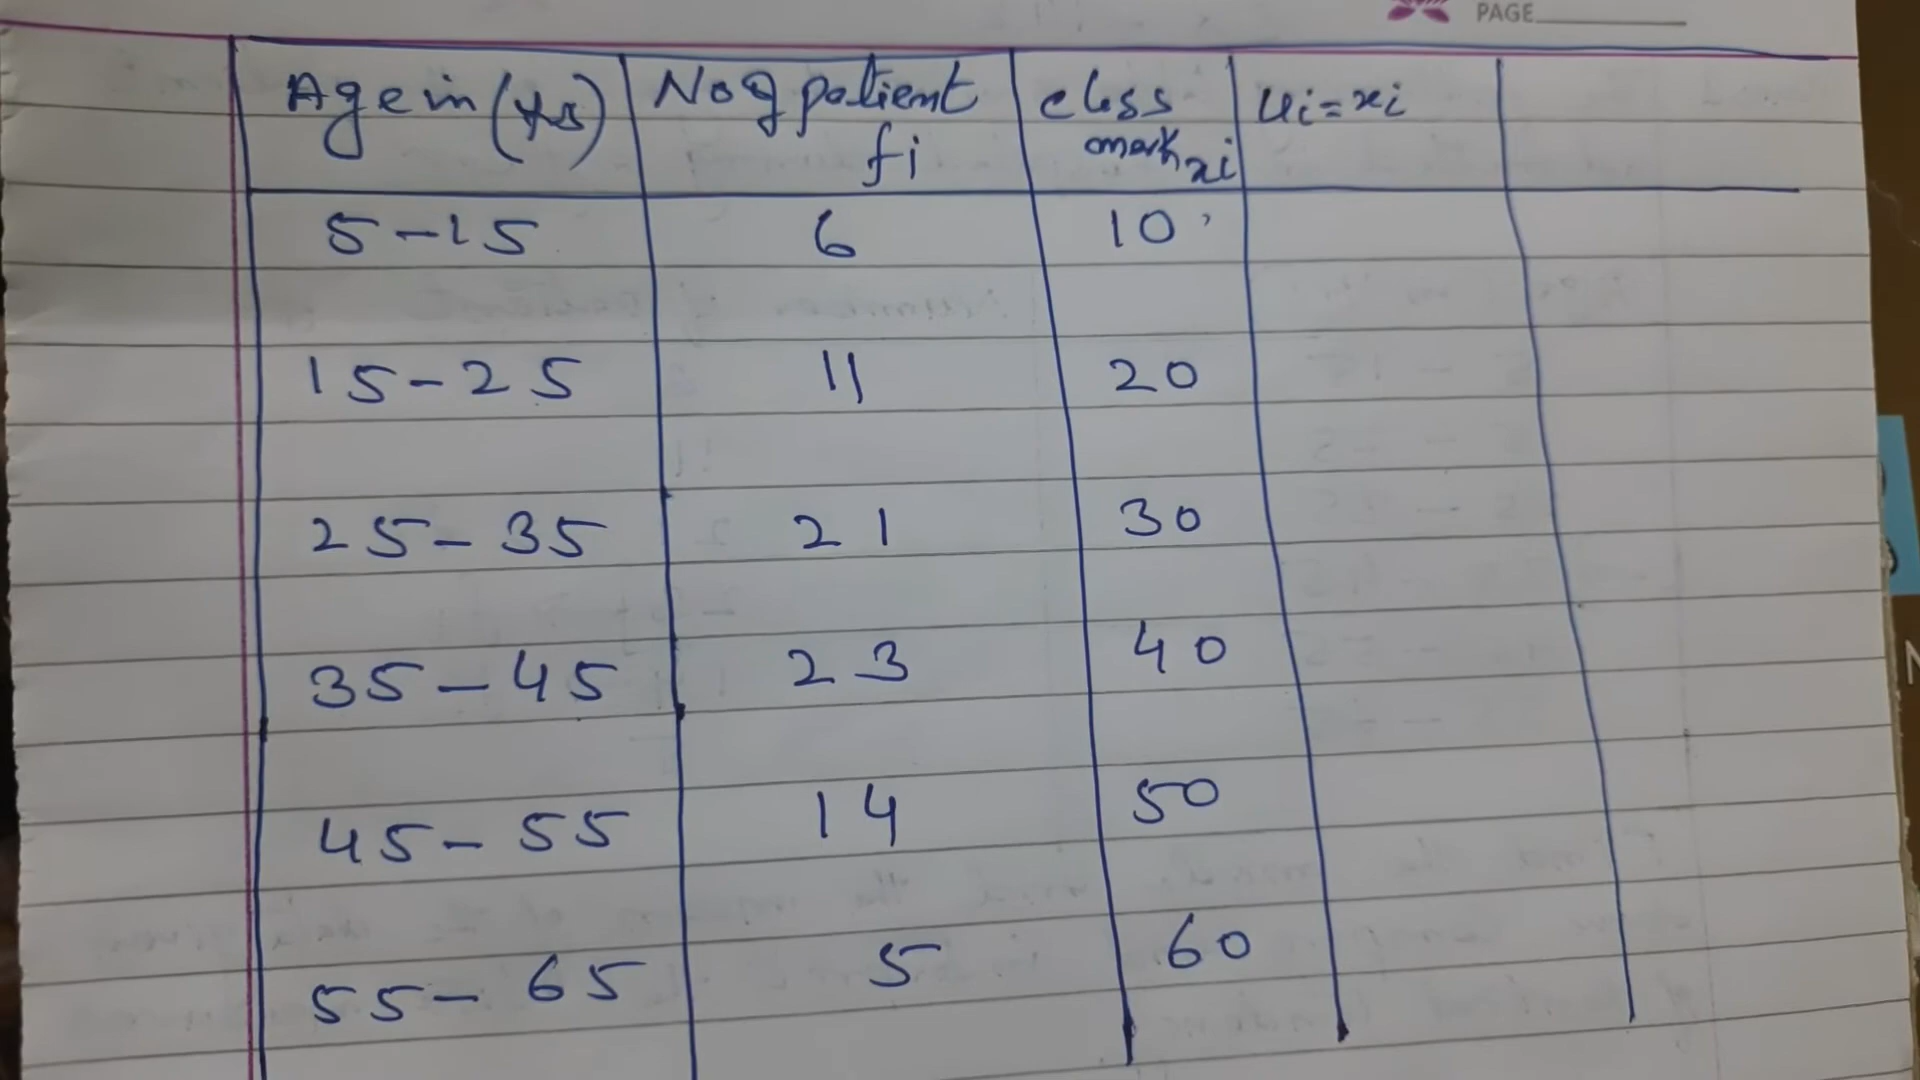 PAGE
Age in (yrs) No of patient fi class mark xi ui = xi
5-15 6 10
15-25 11 20
25-35 21 30
35-45 23 40
45-55 14 50
55-65 5 60